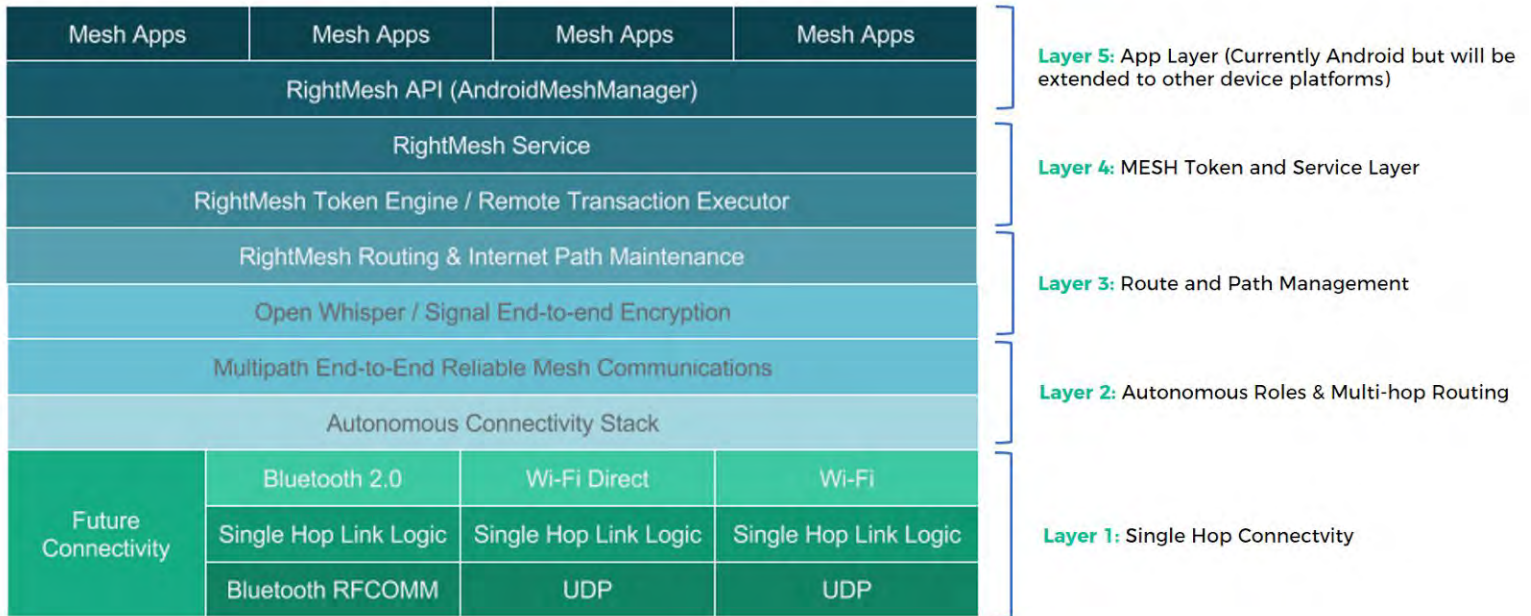 Mesh Apps
Mesh Apps
Mesh Apps
Mesh Apps
RightMesh API (AndroidMeshManager)
Layer 5: App Layer (Currently Android but will be
extended to other device platforms)
RightMesh Service
RightMesh Token Engine / Remote Transaction Executor
Layer 4: MESH Token and Service Layer
RightMesh Routing & Internet Path Maintenance
Open Whisper / Signal End-to-end Encryption
Layer 3: Route and Path Management
Multipath End-to-End Reliable Mesh Communications
Autonomous Connectivity Stack
Layer 2: Autonomous Roles & Multi-hop Routing
Future
Connectivity
Bluetooth 2.0
Wi-Fi Direct
Wi-Fi
Single Hop Link Logic
Single Hop Link Logic
Single Hop Link Logic
Bluetooth RFCOMM
UDP
UDP
Layer 1: Single Hop Connectvity